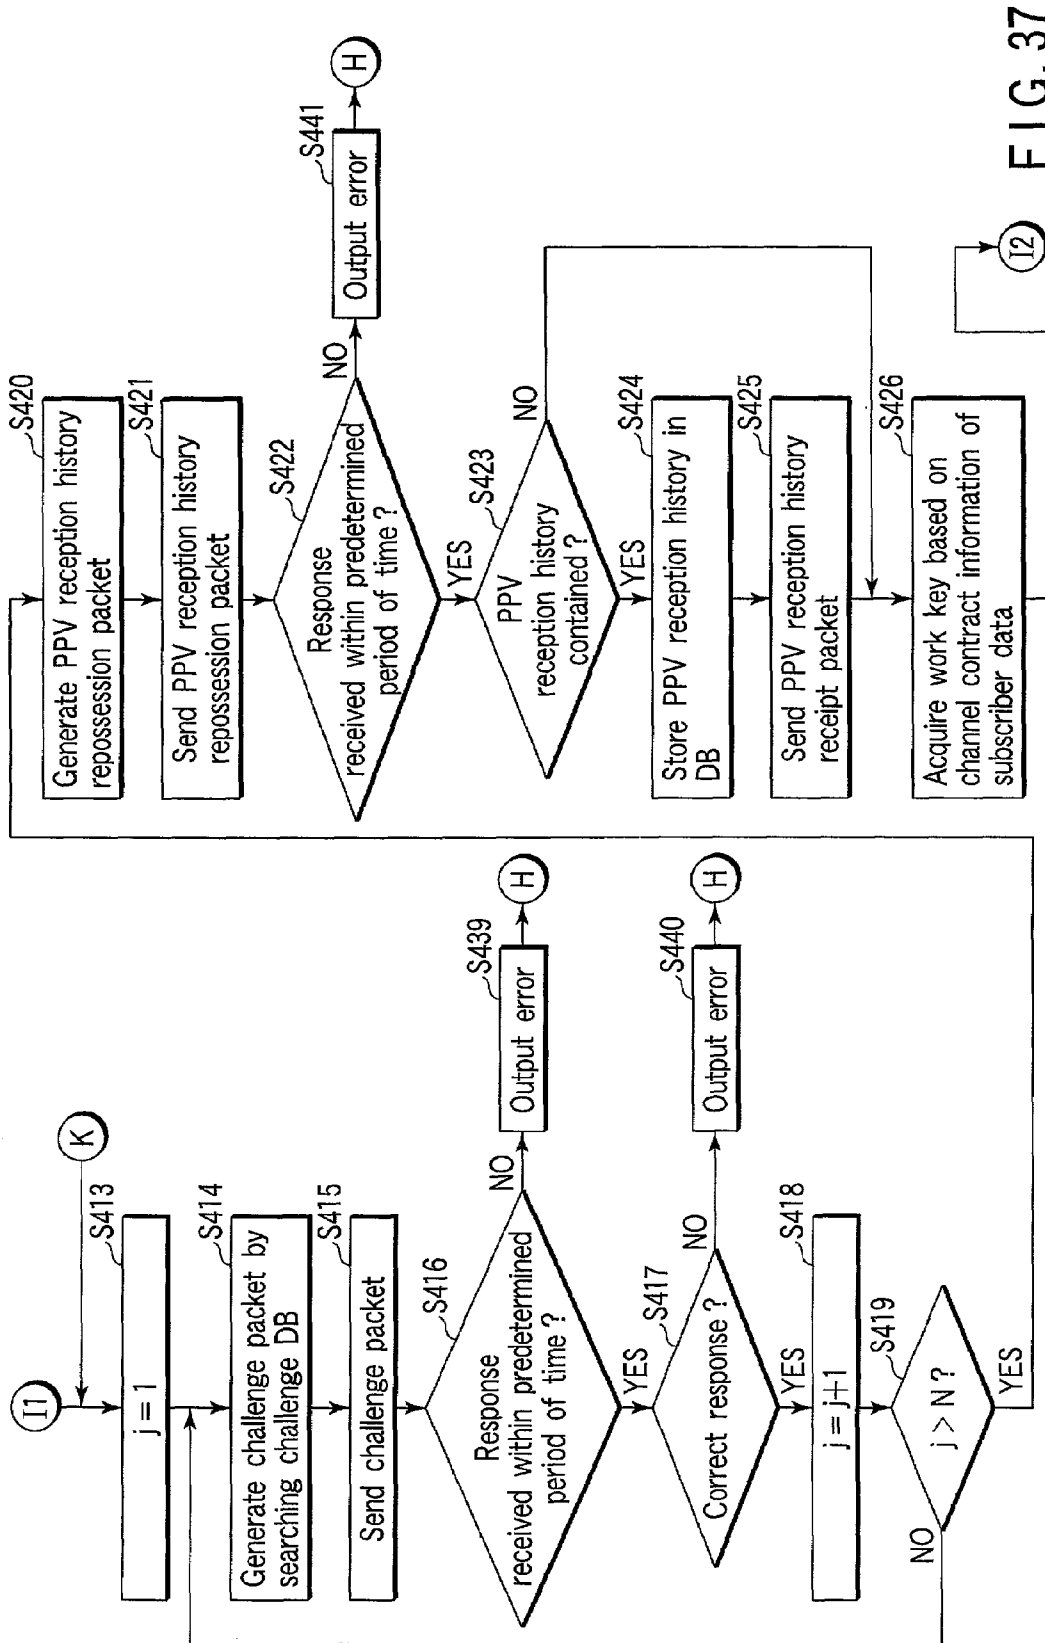 I1
K
S413
j = 1
S414
Generate challenge packet by
searching challenge DB
S415
Send challenge packet
S416
Response
received within predetermined
period of time ?
NO
S439
Output error
H
YES
S417
Correct response ?
NO
S440
Output error
H
YES
S418
j = j+1
S419
j > N ?
NO
YES
S420
Generate PPV reception history
repossession packet
S421
Send PPV reception history
repossession packet
S422
Response
received within predetermined
period of time ?
NO
S441
Output error
H
YES
S423
PPV
reception history
contained ?
NO
YES
S424
Store PPV reception history in
DB
S425
Send PPV reception history
receipt packet
S426
Acquire work key based on
channel contract information of
subscriber data
I2
FIG. 37